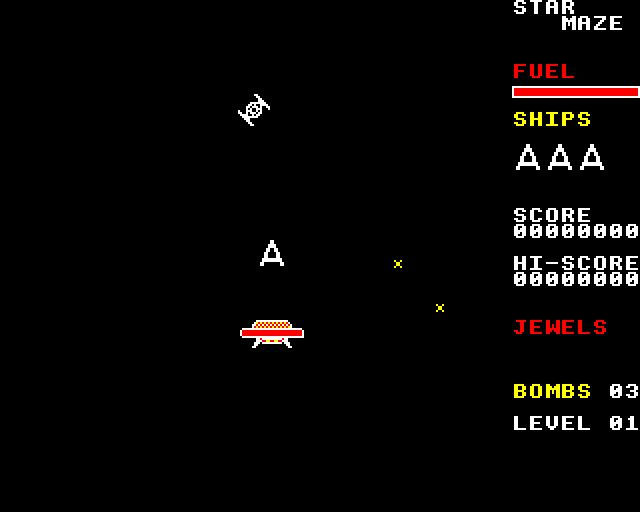 STAR
MAZE
FUEL
SHIPS
SCORE
00000000
HI-SCORE
00000000
JEWELS
BOMBS 03
LEVEL 01